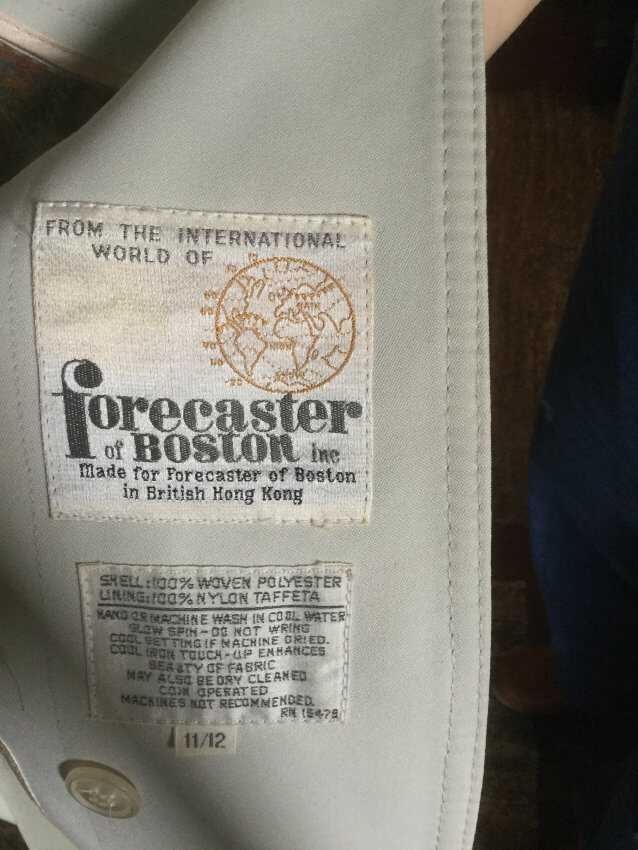 FROM THE INTERNATIONAL
WORLD OF
forecaster
of BOSTON inc
Made for Forecaster of Boston
in British Hong Kong
SHELL: 100% WOVEN POLYESTER
LINING: 100% NYLON TAFFETA
HAND OR MACHINE WASH IN COOL WATER
SLOW SPIN - DO NOT WRING
COOL SETTING IF MACHINE DRIED.
COOL IRON TOUCH-UP ENHANCES
BEAUTY OF FABRIC
MAY ALSO BE DRY CLEANED
COIN OPERATED
MACHINES NOT RECOMMENDED.
RN 15479
11/12